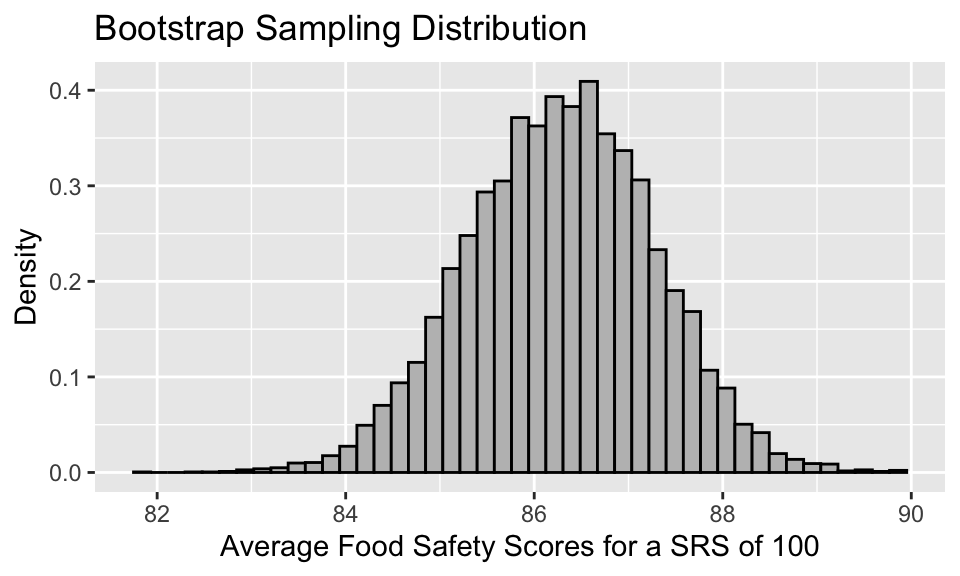 Bootstrap Sampling Distribution
0.4
0.3
0.2
0.1
0.0
Density
82 84 86 88 90
Average Food Safety Scores for a SRS of 100